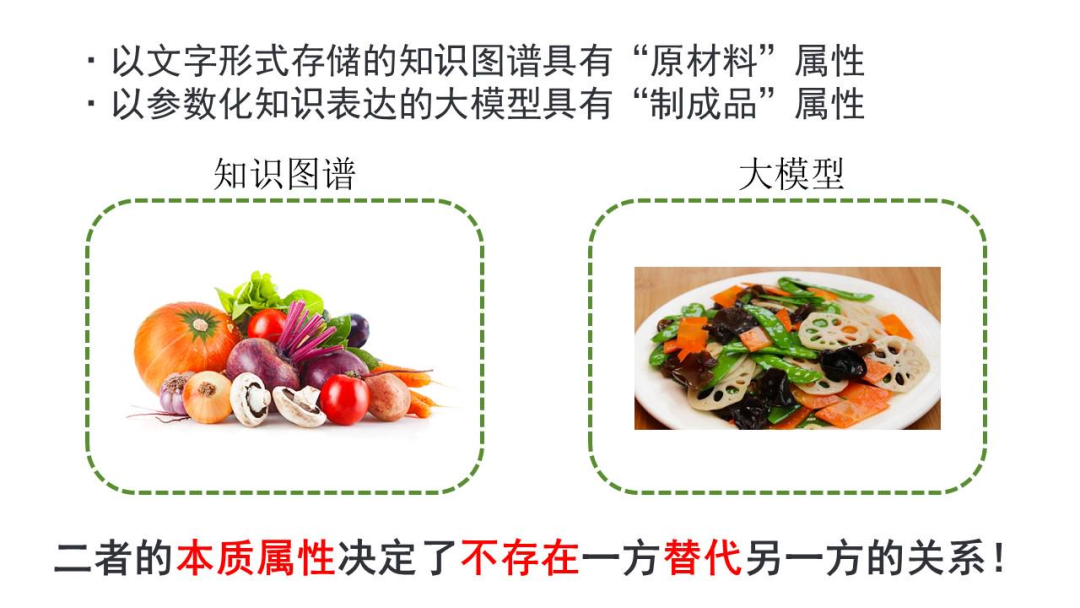 · 以文字形式存储的知识图谱具有“原材料”属性
· 以参数化知识表达的大模型具有“制成品”属性
知识图谱
大模型
二者的本质属性决定了不存在一方替代另一方的关系！